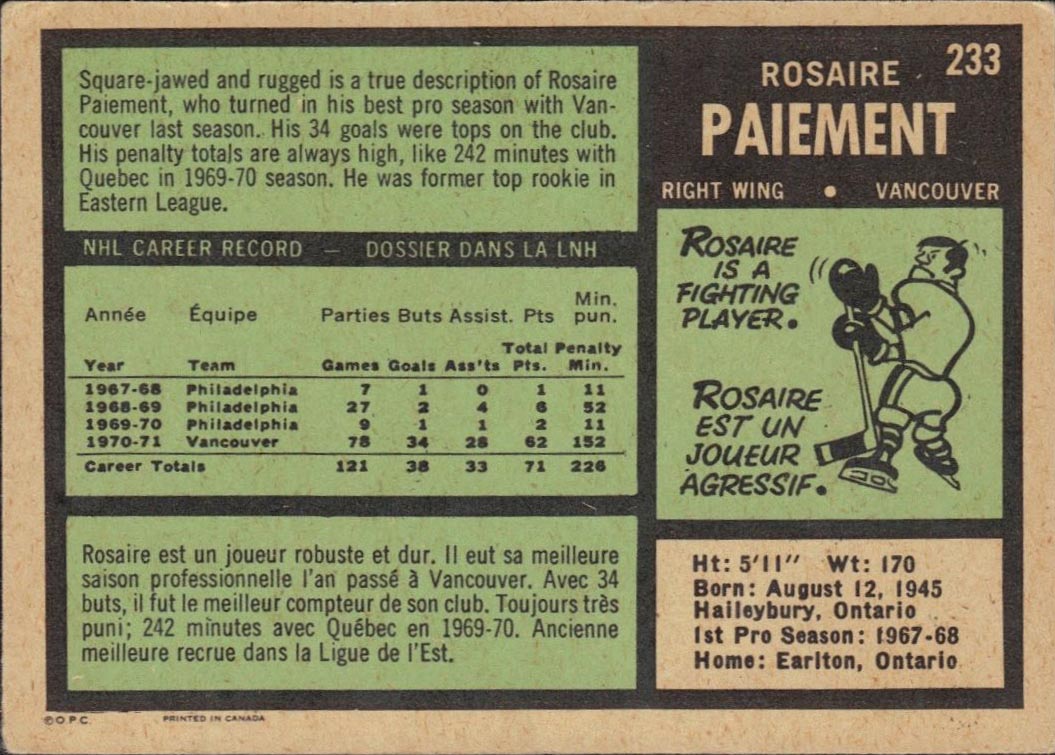 Square-jawed and rugged is a true description of Rosaire
Paiement, who turned in his best pro season with Van-
couver last season. His 34 goals were tops on the club.
His penalty totals are always high, like 242 minutes with
Quebec in 1969-70 season. He was former top rookie in
Eastern League.
NHL CAREER RECORD — DOSSIER DANS LA LNH
Année Équipe Parties Buts Assist. Pts Min. pun.
Year Team Games Goals Ass'ts Total Pts. Penalty Min.
1967-68 Philadelphia 7 1 0 1 11
1968-69 Philadelphia 27 2 4 6 52
1969-70 Philadelphia 9 1 1 2 11
1970-71 Vancouver 78 34 28 62 152
Career Totals 121 38 33 71 226
Rosaire est un joueur robuste et dur. Il eut sa meilleure
saison professionnelle l'an passé à Vancouver. Avec 34
buts, il fut le meilleur compteur de son club. Toujours très
puni; 242 minutes avec Québec en 1969-70. Ancienne
meilleure recrue dans la Ligue de l'Est.
233
ROSAIRE
PAIEMENT
RIGHT WING • VANCOUVER
ROSAIRE
IS A
FIGHTING
PLAYER.
ROSAIRE
EST UN
JOUEUR
AGRESSIF.
Ht: 5'11" Wt: 170
Born: August 12, 1945
Haileybury, Ontario
1st Pro Season: 1967-68
Home: Earlton, Ontario
© O P C. PRINTED IN CANADA